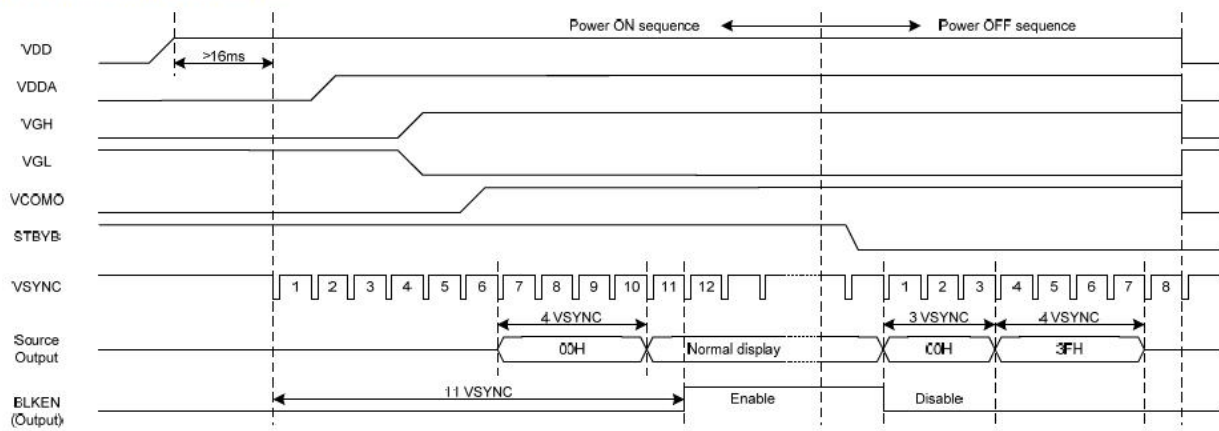 Power ON sequence
Power OFF sequence
VDD
>16ms
VDDA
VGH
VGL
VCOMO
STBYB
VSYNC
1 2 3 4 5 6 7 8 9 10 11 12 1 2 3 4 5 6 7 8
4 VSYNC
3 VSYNC
4 VSYNC
Source
Output
00H
Normal display
00H
3FH
11 VSYNC
BLKEN
(Output)
Enable
Disable